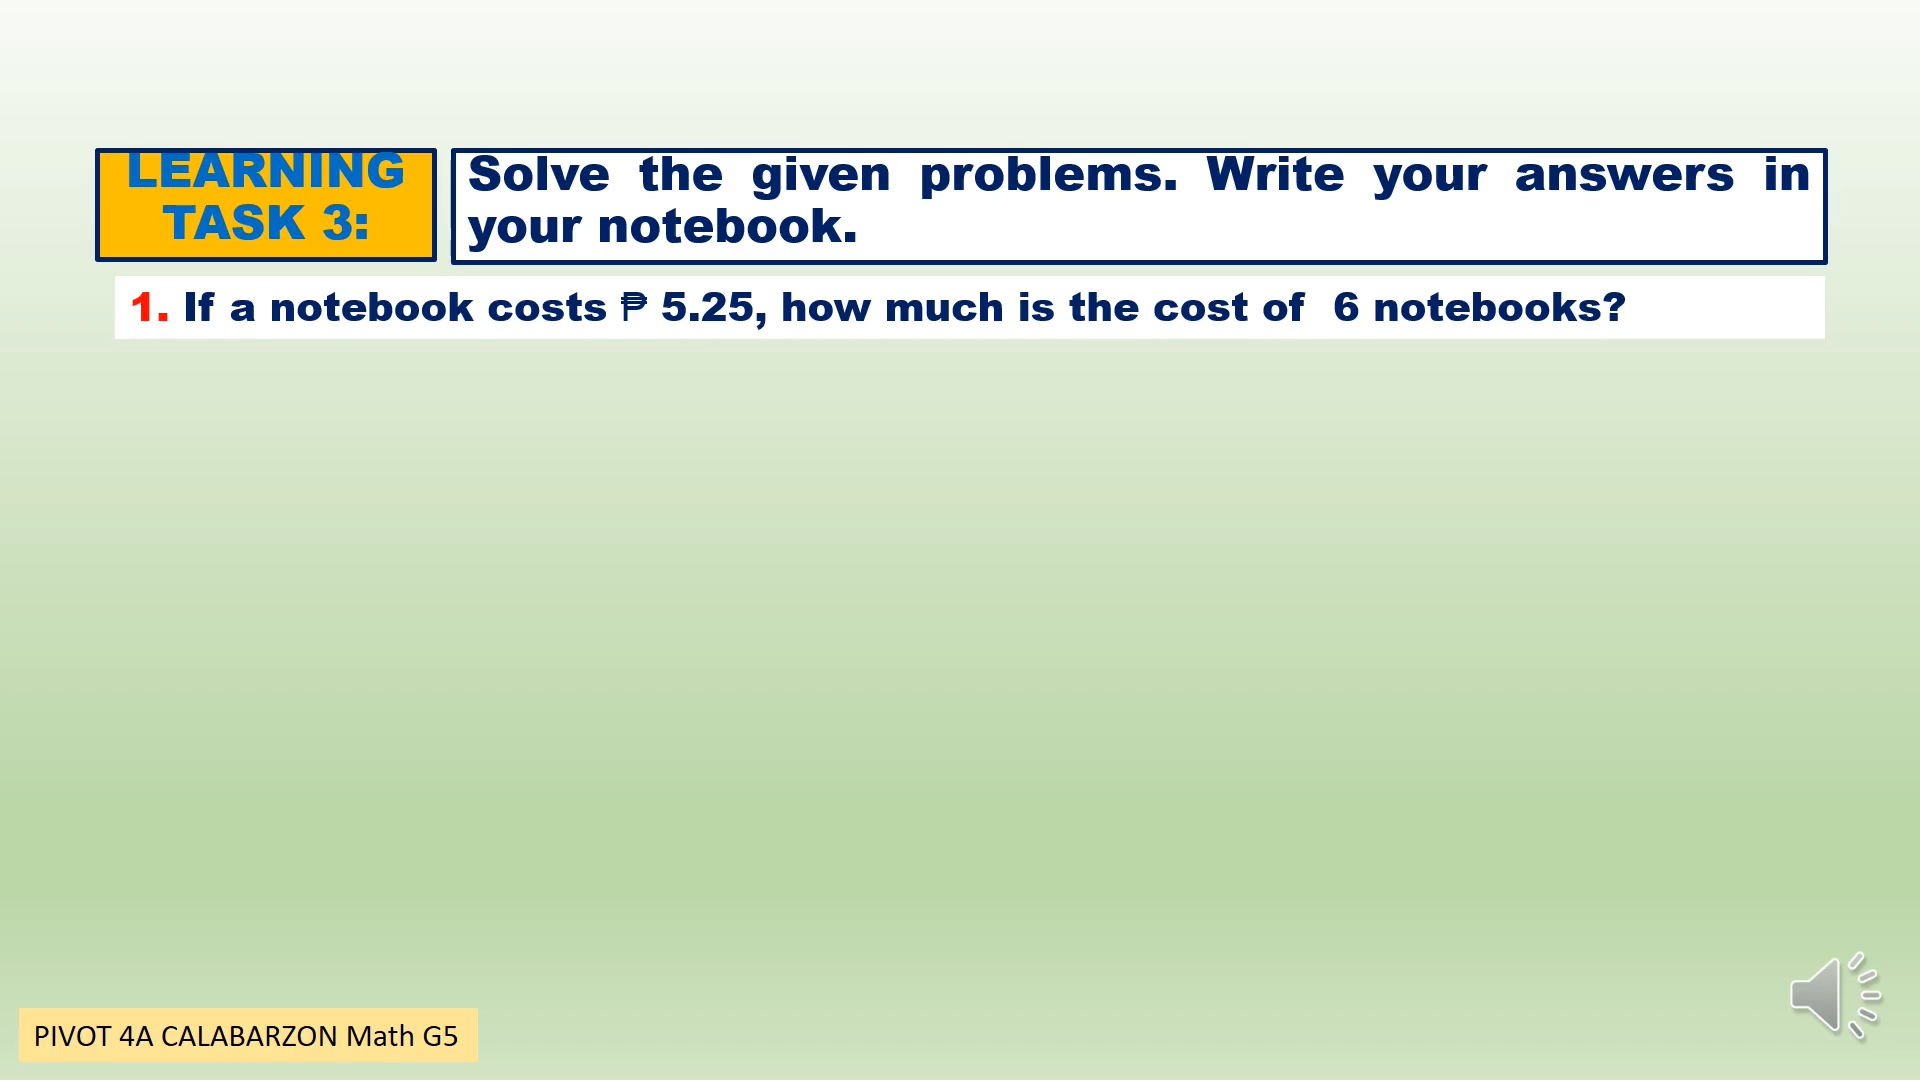 LEARNING
TASK 3:
Solve the given problems. Write your answers in
your notebook.
1. If a notebook costs ₱ 5.25, how much is the cost of 6 notebooks?
PIVOT 4A CALABARZON Math G5